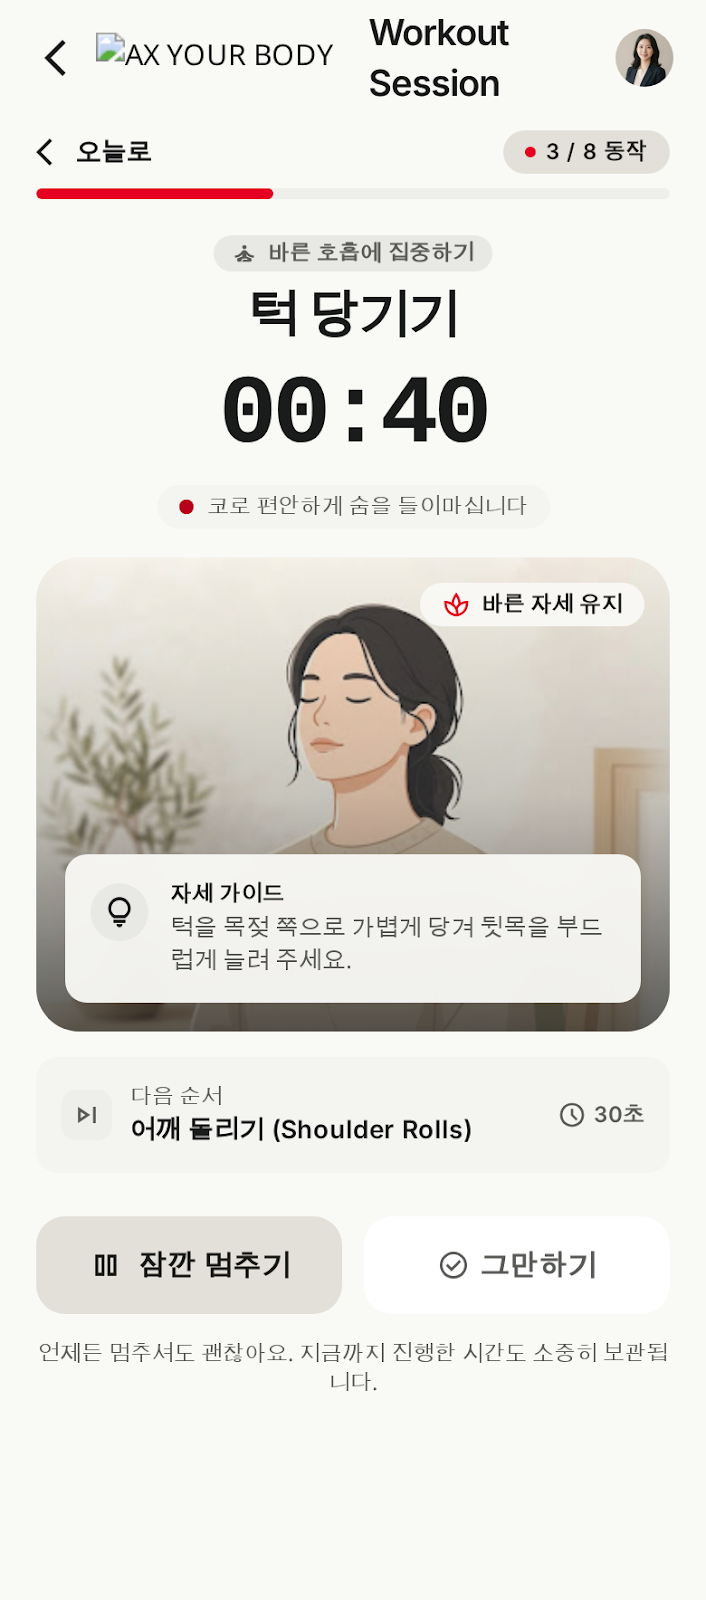 AX YOUR BODY
Workout
Session
오늘로
3 / 8 동작
바른 호흡에 집중하기
턱 당기기
00:40
코로 편안하게 숨을 들이마십니다
바른 자세 유지
자세 가이드
턱을 목젖 쪽으로 가볍게 당겨 뒷목을 부드
럽게 늘려 주세요.
다음 순서
어깨 돌리기 (Shoulder Rolls)
30초
잠깐 멈추기
그만하기
언제든 멈추셔도 괜찮아요. 지금까지 진행한 시간도 소중히 보관됩
니다.